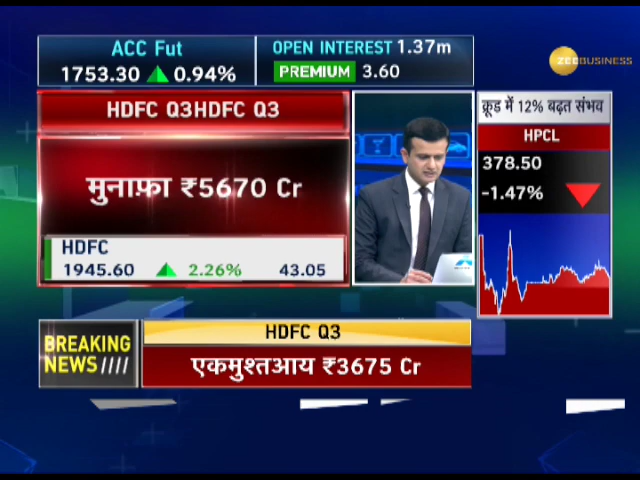 ACC Fut
1753.30 0.94%
OPEN INTEREST 1.37m
PREMIUM 3.60
ZEE BUSINESS
HDFC Q3HDFC Q3
मुनाफ़ा ₹5670 Cr
HDFC
1945.60 2.26% 43.05
क्रूड में 12% बढ़त संभव
HPCL
378.50
-1.47%
BREAKING
NEWS ////
HDFC Q3
एकमुश्तआय ₹3675 Cr